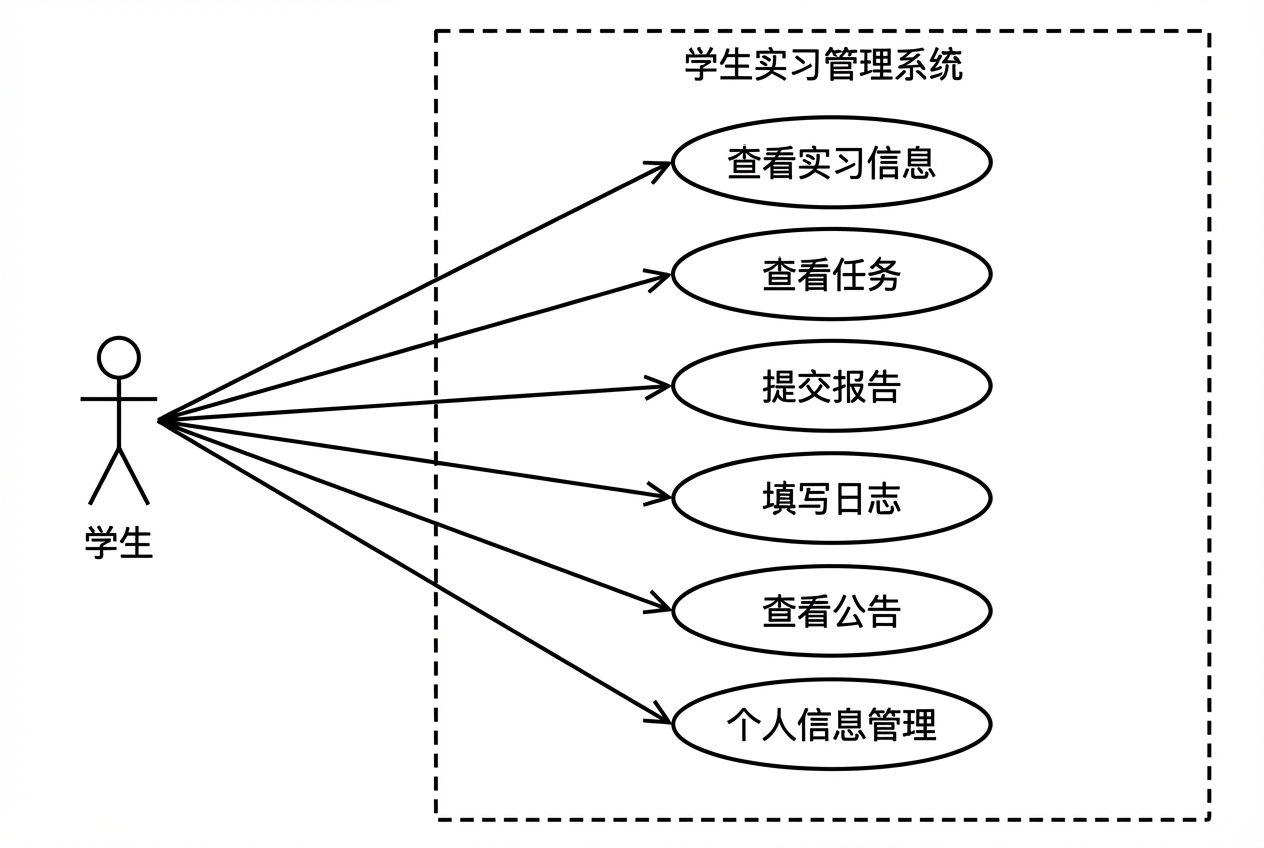 学生实习管理系统
查看实习信息
查看任务
提交报告
填写日志
查看公告
个人信息管理
学生